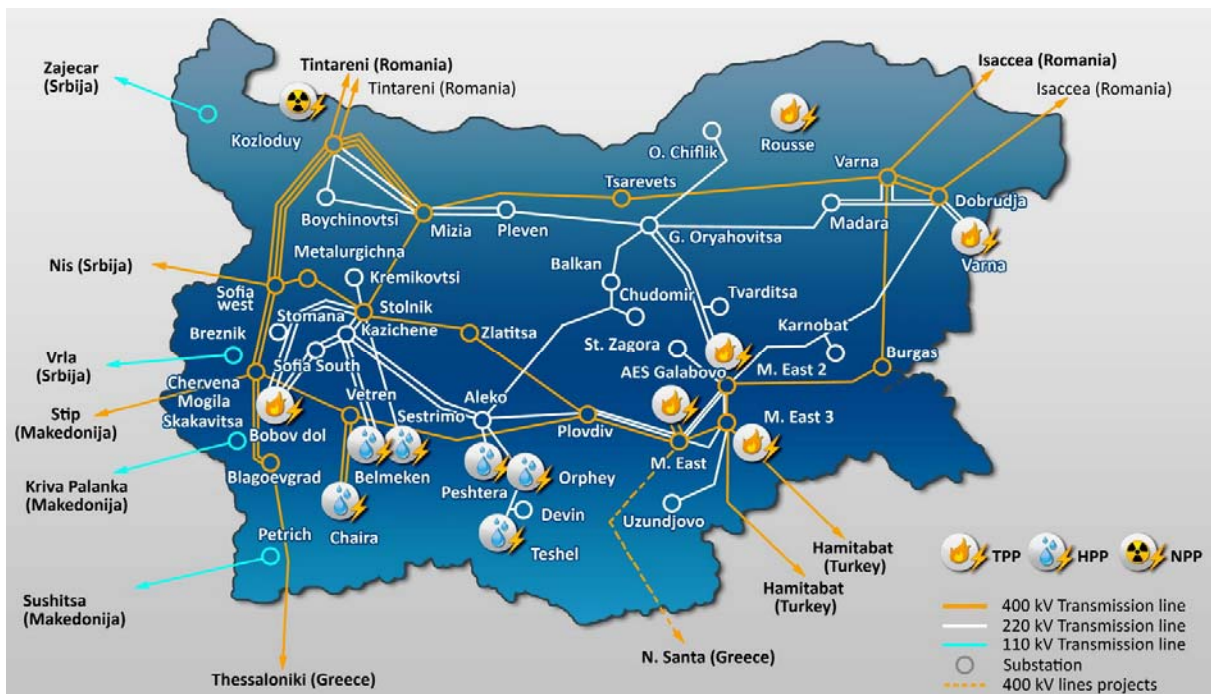 Zajecar
(Srbija)
Tintareni (Romania)
Tintareni (Romania)
Isaccea (Romania)
Isaccea (Romania)
Kozloduy
Rousse
O. Chiflik
Varna
Tsarevets
Dobrudja
Boychinovtsi
Mizia
Pleven
G. Oryahovitsa
Madara
Varna
Metalurgichna
Nis (Srbija)
Kremikovtsi
Balkan
Sofia
west
Stolnik
Chudomir
Tvarditsa
Stomana
Kazichene
Zlatitsa
Karnobat
Breznik
St. Zagora
Burgas
Vrla
(Srbija)
Sofia South
AES Galabovo
M. East 2
Chervena
Mogila
Vetren
Aleko
Stip
(Makedonija)
Skakavitsa
Sestrimo
Plovdiv
M. East 3
Bobov dol
M. East
Blagoevgrad
Belmeken
Peshtera
Orphey
Kriva Palanka
(Makedonija)
Uzundjovo
Devin
Petrich
Chaira
Teshel
Hamitabat
(Turkey)
TPP
HPP
NPP
Hamitabat
(Turkey)
Sushitsa
(Makedonija)
400 kV Transmission line
220 kV Transmission line
110 kV Transmission line
N. Santa (Greece)
Substation
Thessaloniki (Greece)
400 kV lines projects